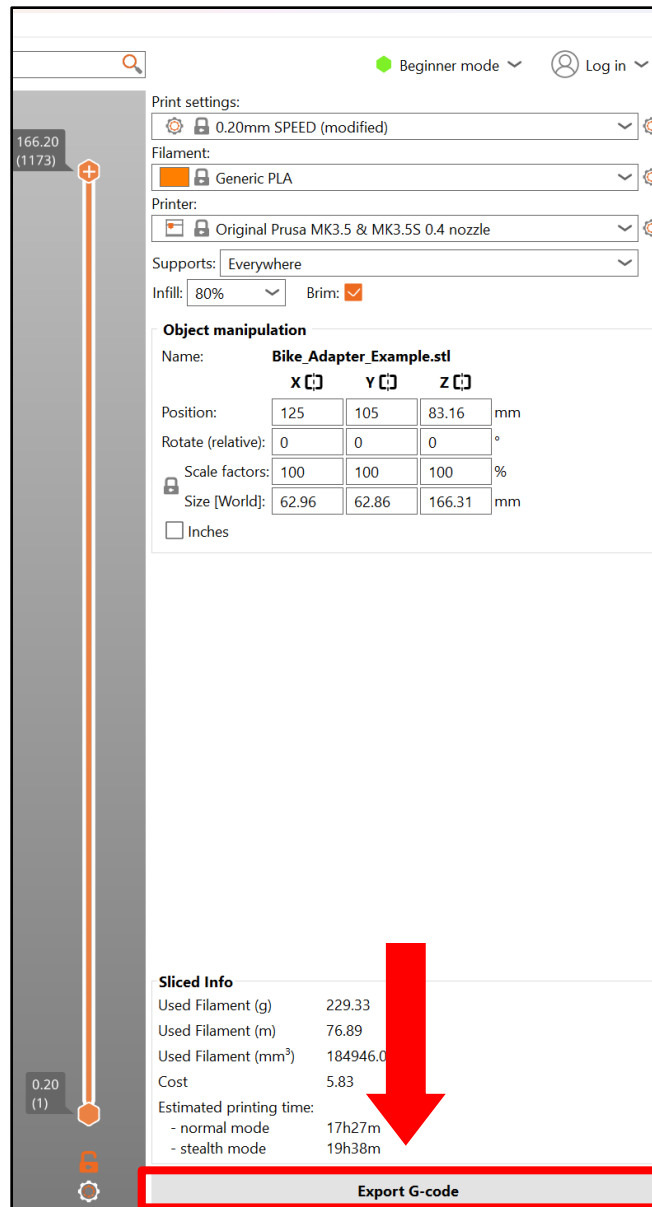 Beginner mode
Log in
Print settings:
0.20mm SPEED (modified)
Filament:
Generic PLA
Printer:
Original Prusa MK3.5 & MK3.5S 0.4 nozzle
Supports: Everywhere
Infill: 80% Brim:
Object manipulation
Name: Bike_Adapter_Example.stl
X Y Z
Position: 125 105 83.16 mm
Rotate (relative): 0 0 0 °
Scale factors: 100 100 100 %
Size [World]: 62.96 62.86 166.31 mm
Inches
166.20
(1173)
0.20
(1)
Sliced Info
Used Filament (g) 229.33
Used Filament (m) 76.89
Used Filament (mm³) 184946.0
Cost 5.83
Estimated printing time:
- normal mode 17h27m
- stealth mode 19h38m
Export G-code